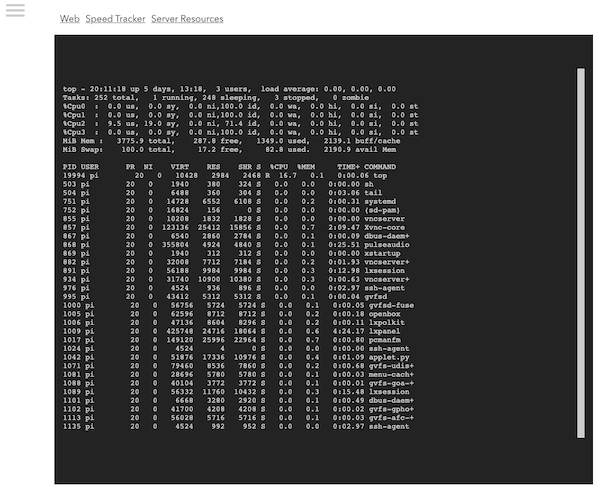 Web Speed Tracker Server Resources
top - 20:11:18 up 5 days, 13:18, 3 users, load average: 0.00, 0.00, 0.00
Tasks: 252 total, 1 running, 248 sleeping, 3 stopped, 0 zombie
%Cpu0 : 0.0 us, 0.0 sy, 0.0 ni,100.0 id, 0.0 wa, 0.0 hi, 0.0 si, 0.0 st
%Cpu1 : 0.0 us, 0.0 sy, 0.0 ni,100.0 id, 0.0 wa, 0.0 hi, 0.0 si, 0.0 st
%Cpu2 : 9.5 us, 19.0 sy, 0.0 ni, 71.4 id, 0.0 wa, 0.0 hi, 0.0 si, 0.0 st
%Cpu3 : 0.0 us, 0.0 sy, 0.0 ni,100.0 id, 0.0 wa, 0.0 hi, 0.0 si, 0.0 st
MiB Mem : 3775.9 total, 287.8 free, 1349.0 used, 2139.1 buff/cache
MiB Swap: 100.0 total, 17.2 free, 82.8 used. 2190.9 avail Mem
PID USER PR NI VIRT RES SHR S %CPU %MEM TIME+ COMMAND
19994 pi 20 0 10428 2984 2468 R 16.7 0.1 0:00.06 top
503 pi 20 0 1940 380 324 S 0.0 0.0 0:00.00 sh
504 pi 20 0 6488 360 304 S 0.0 0.0 0:03.06 tail
751 pi 20 0 14728 6552 6108 S 0.0 0.2 0:00.31 systemd
752 pi 20 0 16824 156 0 S 0.0 0.0 0:00.00 (sd-pam)
855 pi 20 0 10208 1832 1828 S 0.0 0.0 0:00.00 vncserver
857 pi 20 0 123136 25412 15856 S 0.0 0.7 2:09.47 Xvnc-core
867 pi 20 0 6540 2860 2784 S 0.0 0.1 0:00.09 dbus-daem+
868 pi 20 0 355804 4924 4840 S 0.0 0.1 0:25.51 pulseaudio
869 pi 20 0 1940 312 312 S 0.0 0.0 0:00.00 xstartup
882 pi 20 0 32008 7712 7184 S 0.0 0.2 0:01.93 vncserver+
891 pi 20 0 56188 9984 9984 S 0.0 0.3 0:12.98 lxsession
934 pi 20 0 31740 10900 10380 S 0.0 0.3 0:00.63 vncserver+
976 pi 20 0 4524 936 896 S 0.0 0.0 0:02.97 ssh-agent
995 pi 20 0 43412 5312 5312 S 0.0 0.1 0:00.04 gvfsd
1000 pi 20 0 56756 5724 5724 S 0.0 0.1 0:00.05 gvfsd-fuse
1005 pi 20 0 62596 8712 8712 S 0.0 0.2 0:00.18 openbox
1006 pi 20 0 47136 8604 8296 S 0.0 0.2 0:00.11 lxpolkit
1009 pi 20 0 425748 24716 18064 S 0.0 0.6 4:24.17 lxpanel
1017 pi 20 0 149120 25996 22964 S 0.0 0.7 0:00.80 pcmanfm
1024 pi 20 0 4524 4 0 S 0.0 0.0 0:00.00 ssh-agent
1042 pi 20 0 51876 17336 10976 S 0.0 0.4 0:01.09 applet.py
1071 pi 20 0 79460 8536 7860 S 0.0 0.2 0:00.68 gvfs-udis+
1081 pi 20 0 28696 5780 5780 S 0.0 0.1 0:00.03 menu-cach+
1088 pi 20 0 40104 3772 3772 S 0.0 0.1 0:00.01 gvfs-goa-+
1089 pi 20 0 56332 11760 10432 S 0.0 0.3 0:15.48 lxsession
1101 pi 20 0 6668 3280 2920 S 0.0 0.1 0:00.49 dbus-daem+
1102 pi 20 0 41700 4208 4208 S 0.0 0.1 0:00.02 gvfs-gpho+
1113 pi 20 0 56028 5716 5716 S 0.0 0.1 0:00.03 gvfs-afc-+
1135 pi 20 0 4524 992 952 S 0.0 0.0 0:02.97 ssh-agent